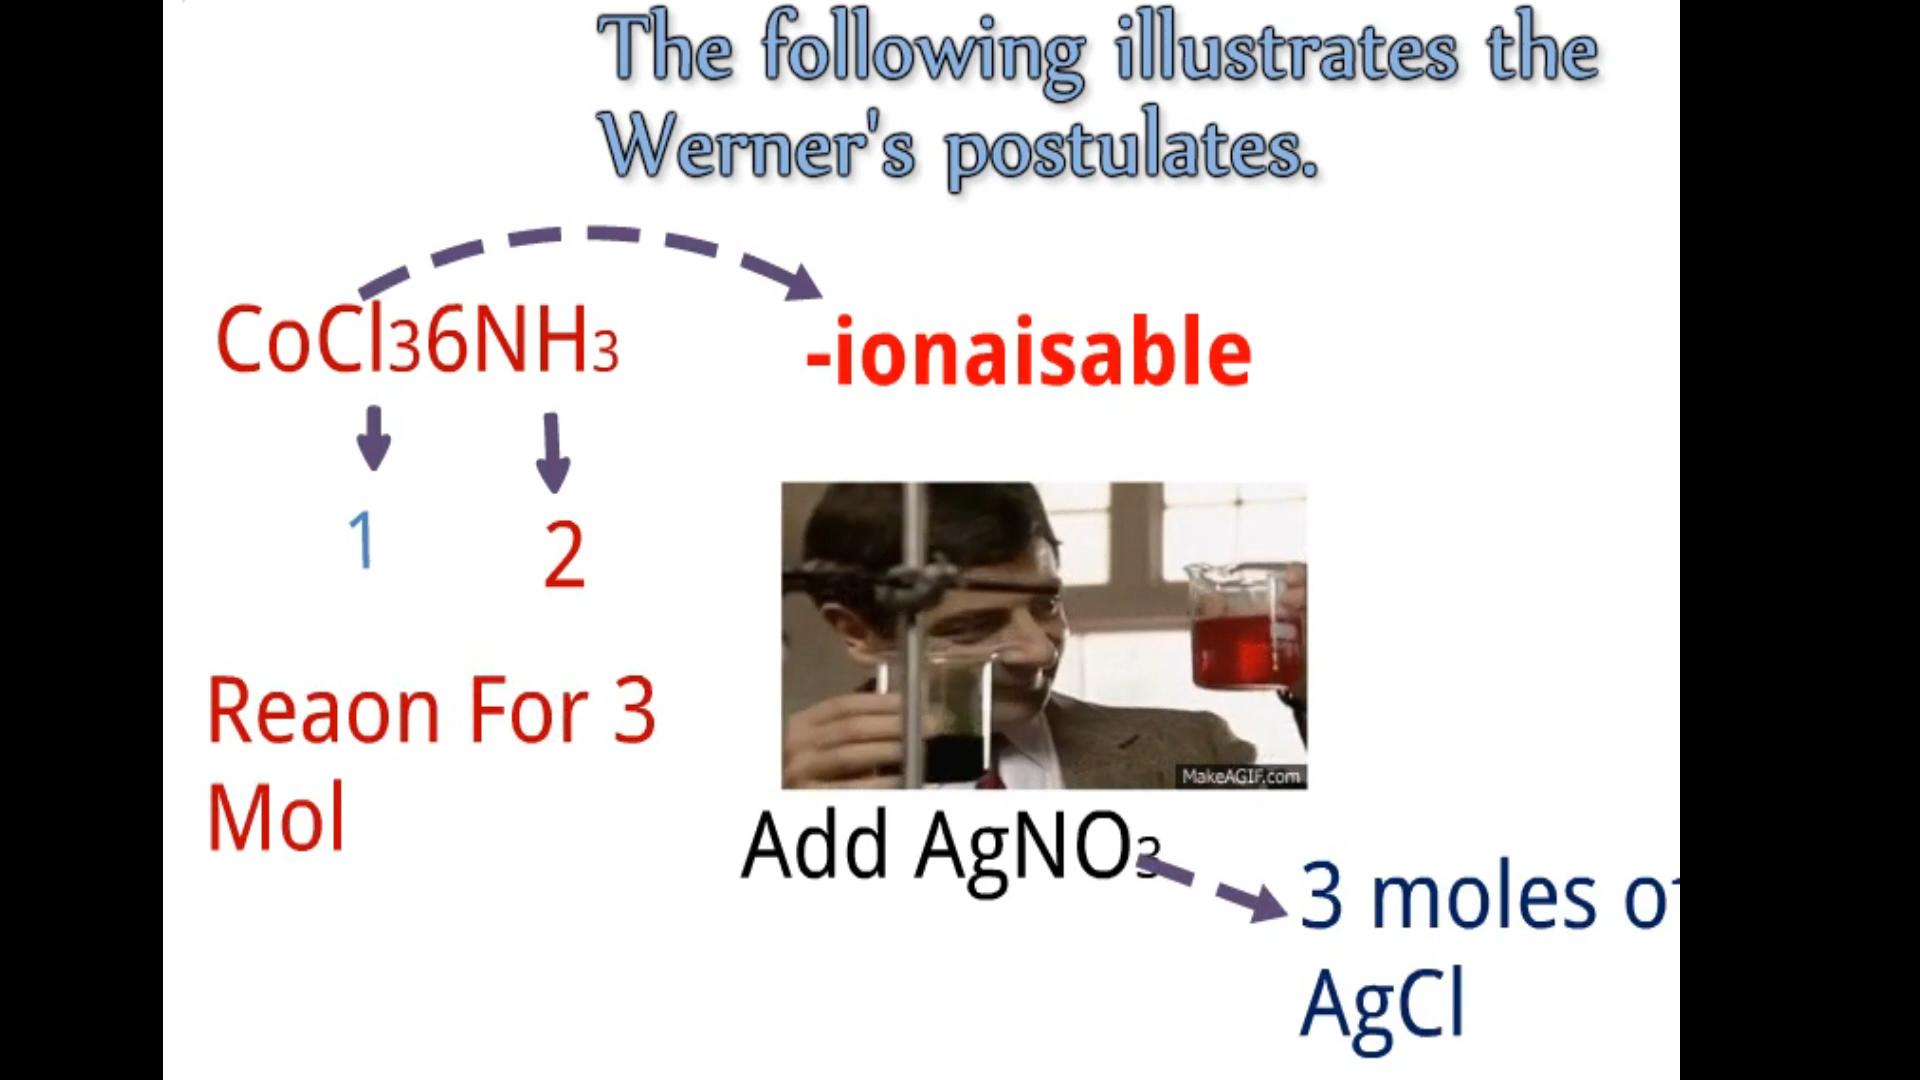 The following illustrates the
Werner's postulates.
CoCl36NH3
-ionaisable
1
2
Reaon For 3
Mol
MakeAGIF.com
Add AgNO3
3 moles of
AgCl